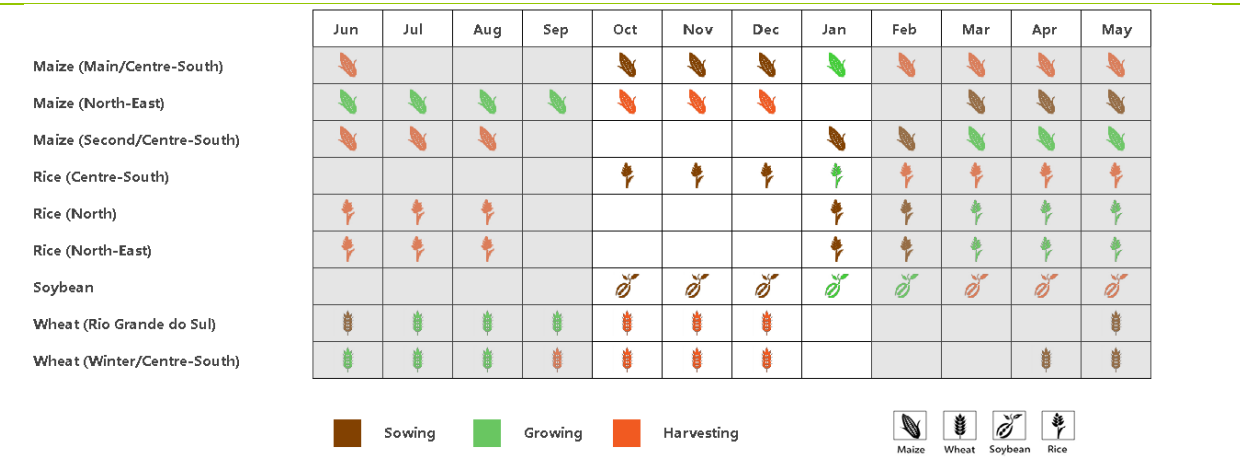 Jun Jul Aug Sep Oct Nov Dec Jan Feb Mar Apr May
Maize (Main/Centre-South)
Maize (North-East)
Maize (Second/Centre-South)
Rice (Centre-South)
Rice (North)
Rice (North-East)
Soybean
Wheat (Rio Grande do Sul)
Wheat (Winter/Centre-South)
Sowing Growing Harvesting
Maize Wheat Soybean Rice